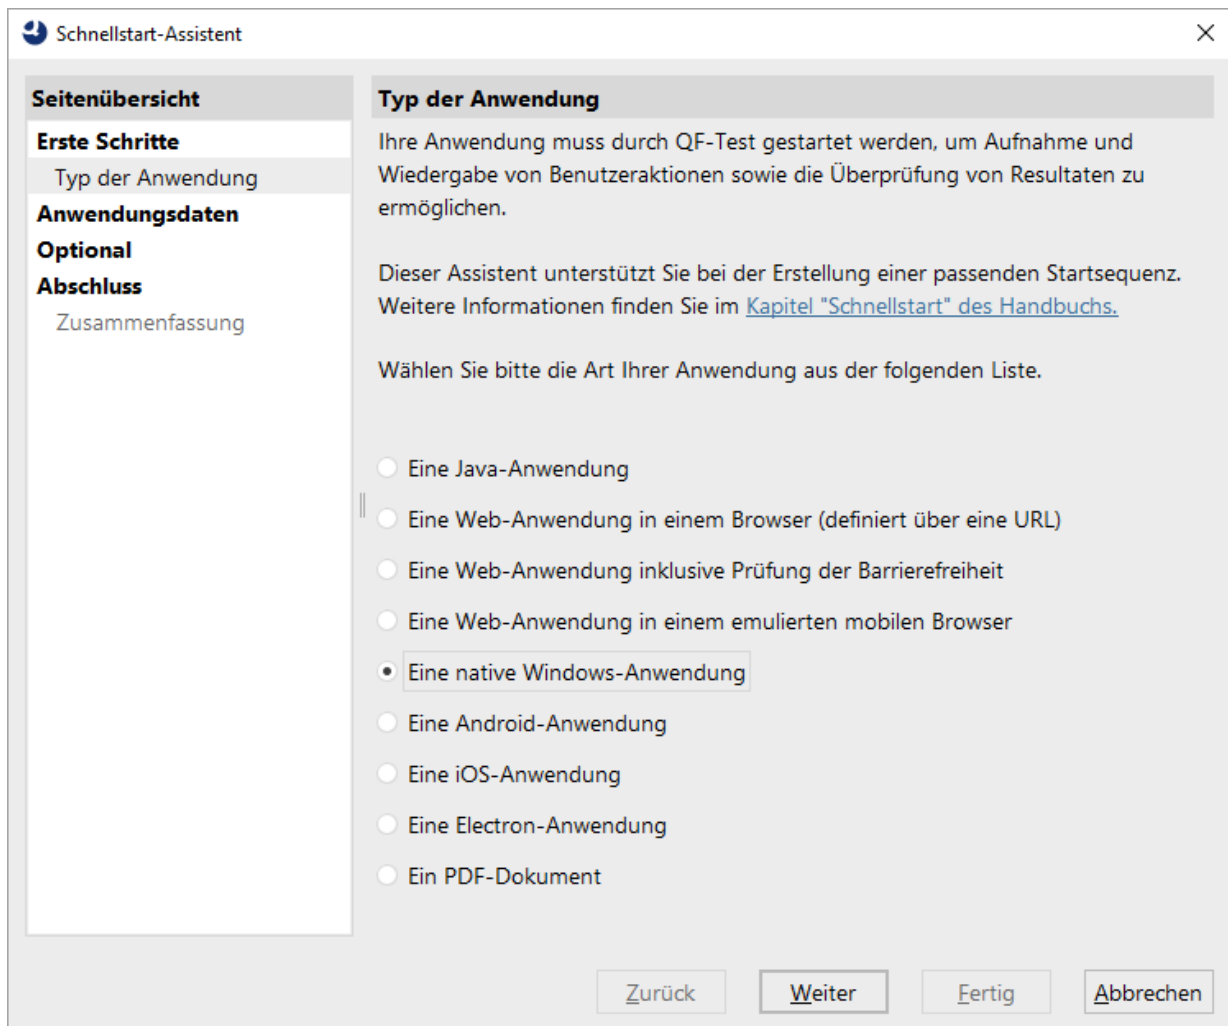 Schnellstart-Assistent
Seitenübersicht
Erste Schritte
Typ der Anwendung
Anwendungsdaten
Optional
Abschluss
Zusammenfassung
Typ der Anwendung
Ihre Anwendung muss durch QF-Test gestartet werden, um Aufnahme und
Wiedergabe von Benutzeraktionen sowie die Überprüfung von Resultaten zu
ermöglichen.
Dieser Assistent unterstützt Sie bei der Erstellung einer passenden Startsequenz.
Weitere Informationen finden Sie im Kapitel "Schnellstart" des Handbuchs.
Wählen Sie bitte die Art Ihrer Anwendung aus der folgenden Liste.
Eine Java-Anwendung
Eine Web-Anwendung in einem Browser (definiert über eine URL)
Eine Web-Anwendung inklusive Prüfung der Barrierefreiheit
Eine Web-Anwendung in einem emulierten mobilen Browser
Eine native Windows-Anwendung
Eine Android-Anwendung
Eine iOS-Anwendung
Eine Electron-Anwendung
Ein PDF-Dokument
Zurück Weiter Fertig Abbrechen